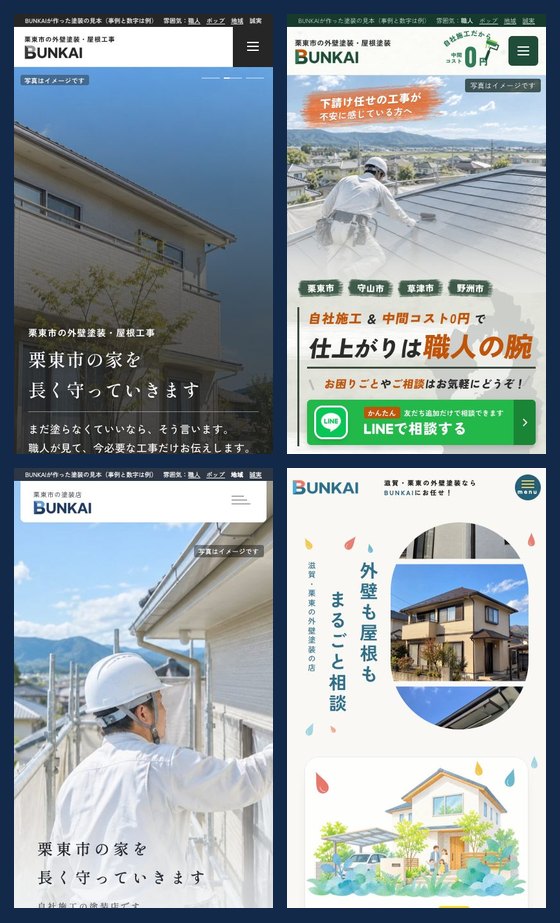 BUNKAIが作った塗装の見本（事例と数字は例） 雰囲気： 職人 ポップ 地域 誠実
栗東市の外壁塗装・屋根工事
BUNKAI
写真はイメージです
栗東市の外壁塗装・屋根工事
栗東市の家を
長く守っていきます
まだ塗らなくていいなら、そう言います。
職人が見て、今必要な工事だけお伝えします。
BUNKAIが作った塗装の見本（事例と数字は例） 雰囲気： 職人 ポップ 地域 誠実
栗東市の外壁塗装・屋根塗装
BUNKAI
自社施工だから
中間
コスト
0円
写真はイメージです
下請け任せの工事が
不安に感じている方へ
栗東市 守山市 草津市 野洲市
自社施工 & 中間コスト0円 で
仕上がりは職人の腕
\ お困りごとやご相談はお気軽にどうぞ！
LINE
かんたん 友だち追加だけで相談できます
LINEで相談する
BUNKAIが作った塗装の見本（事例と数字は例） 雰囲気： 職人 ポップ 地域 誠実
栗東市の塗装店
BUNKAI
写真はイメージです
栗東市の家を
長く守っていきます
自社施工の塗装店です
BUNKAI
滋賀・栗東の外壁塗装なら
BUNKAIにお任せ！
menu
外壁も屋根も
まるごと相談
滋賀・栗東の外壁塗装の店